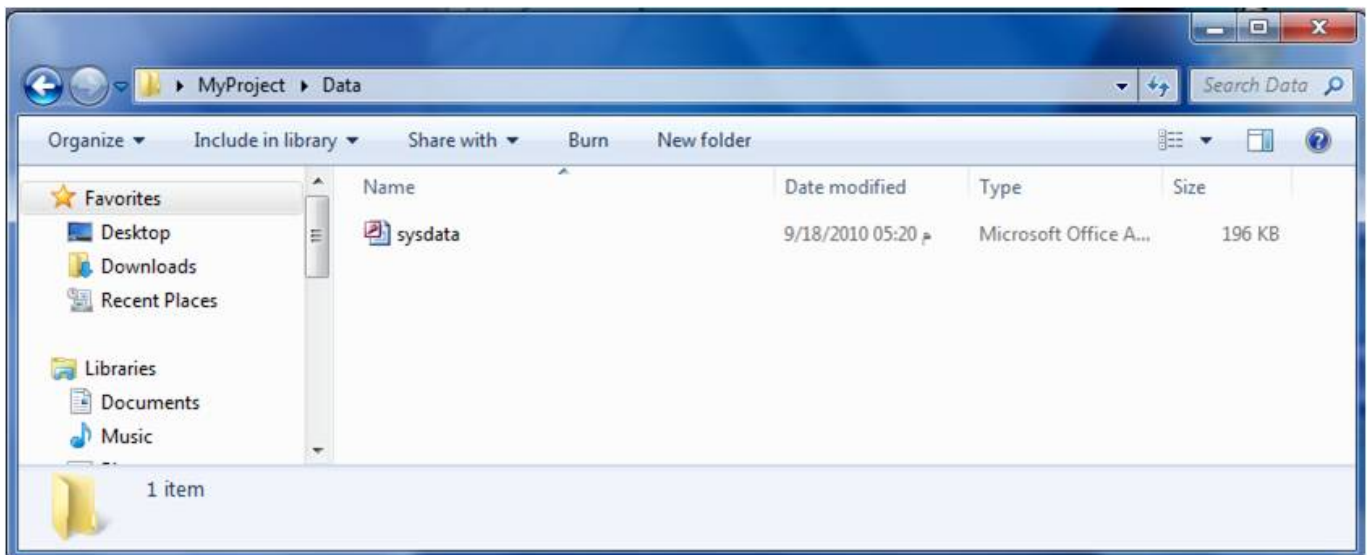 MyProject Data
Search Data
Organize Include in library Share with Burn New folder
Name Date modified Type Size
Favorites
Desktop
Downloads
Recent Places
sysdata 9/18/2010 05:20 م Microsoft Office A... 196 KB
Libraries
Documents
Music
1 item